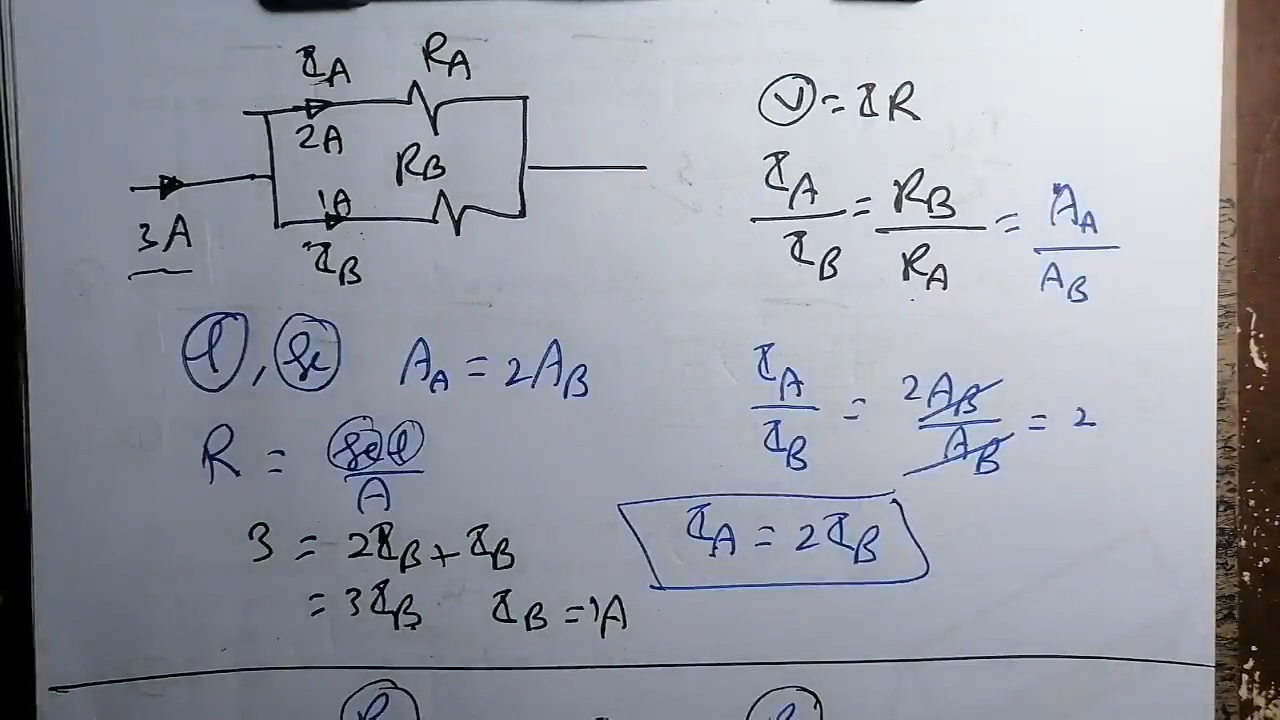 I_A R_A
2A
R_B
1A
3A
I_B
V = IR
I_A / I_B = R_B / R_A = A_A / A_B
l, A_A = 2A_B
I_A / I_B = 2A_B / A_B = 2
R = l / A
I_A = 2I_B
3 = 2I_B + I_B
= 3I_B I_B = 1A